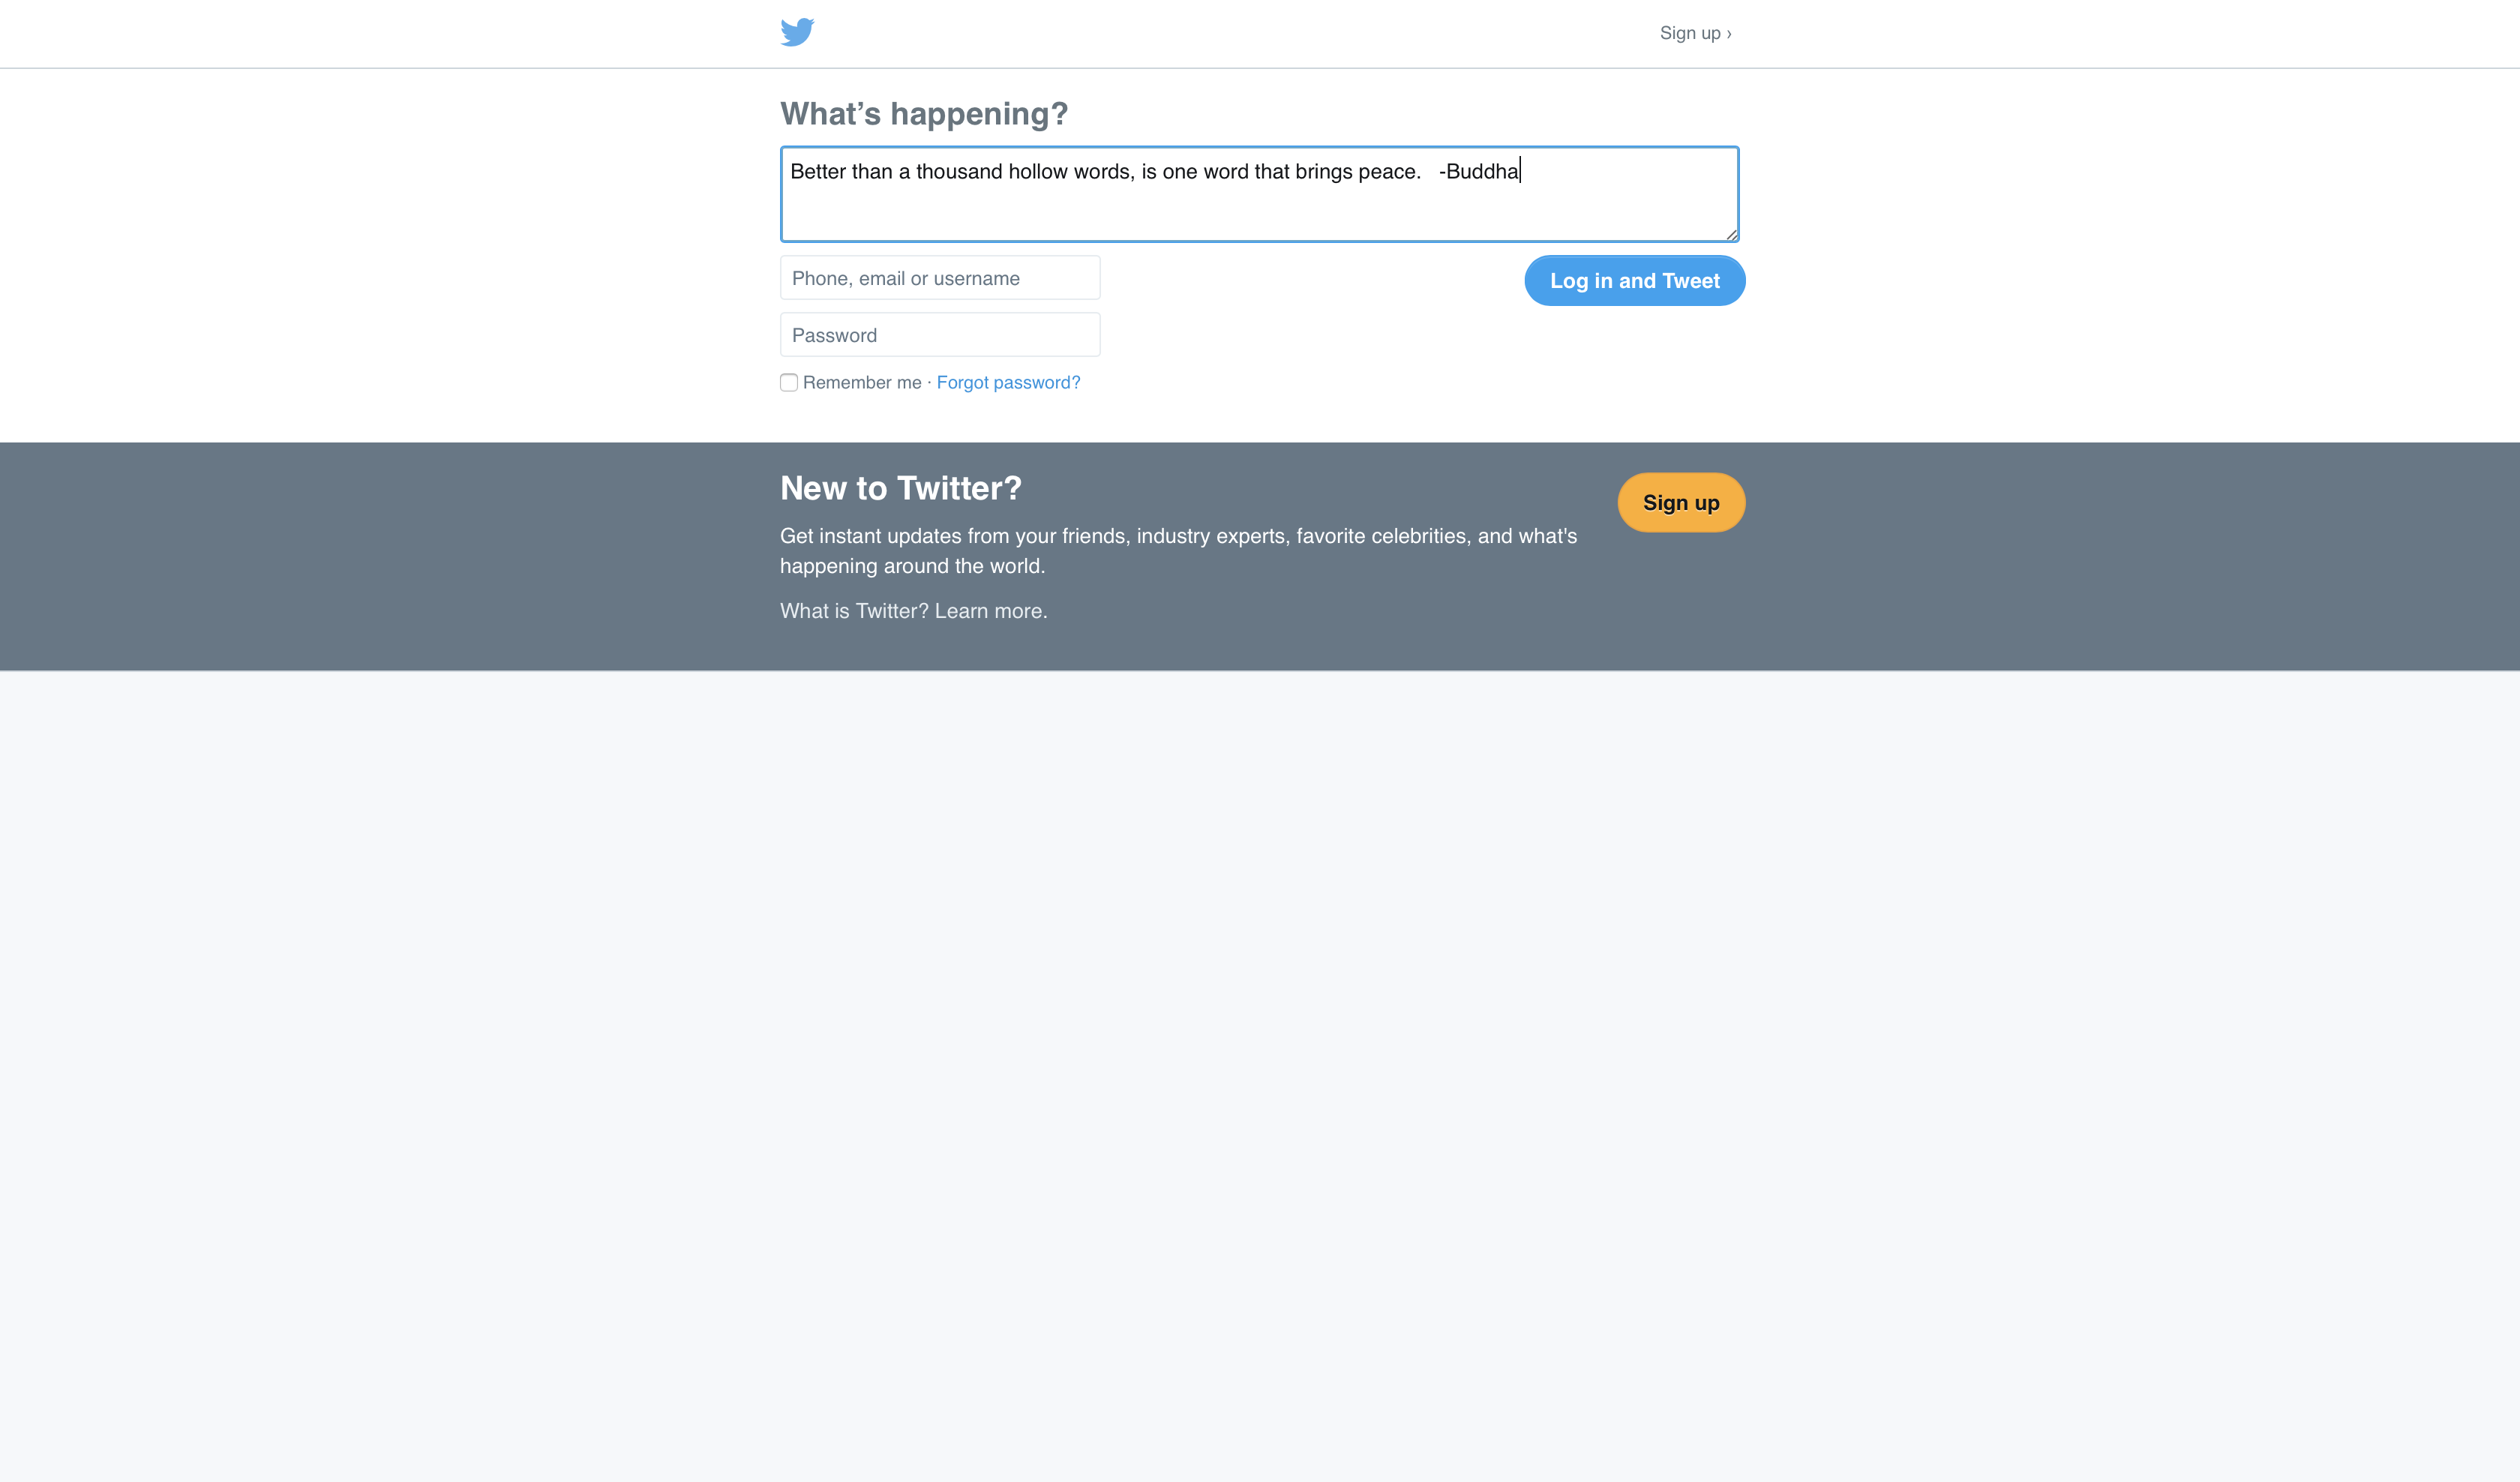 Sign up ›
What’s happening?
Better than a thousand hollow words, is one word that brings peace.   -Buddha
Phone, email or username
Log in and Tweet
Password
Remember me · Forgot password?
New to Twitter?
Sign up
Get instant updates from your friends, industry experts, favorite celebrities, and what's
happening around the world.
What is Twitter? Learn more.